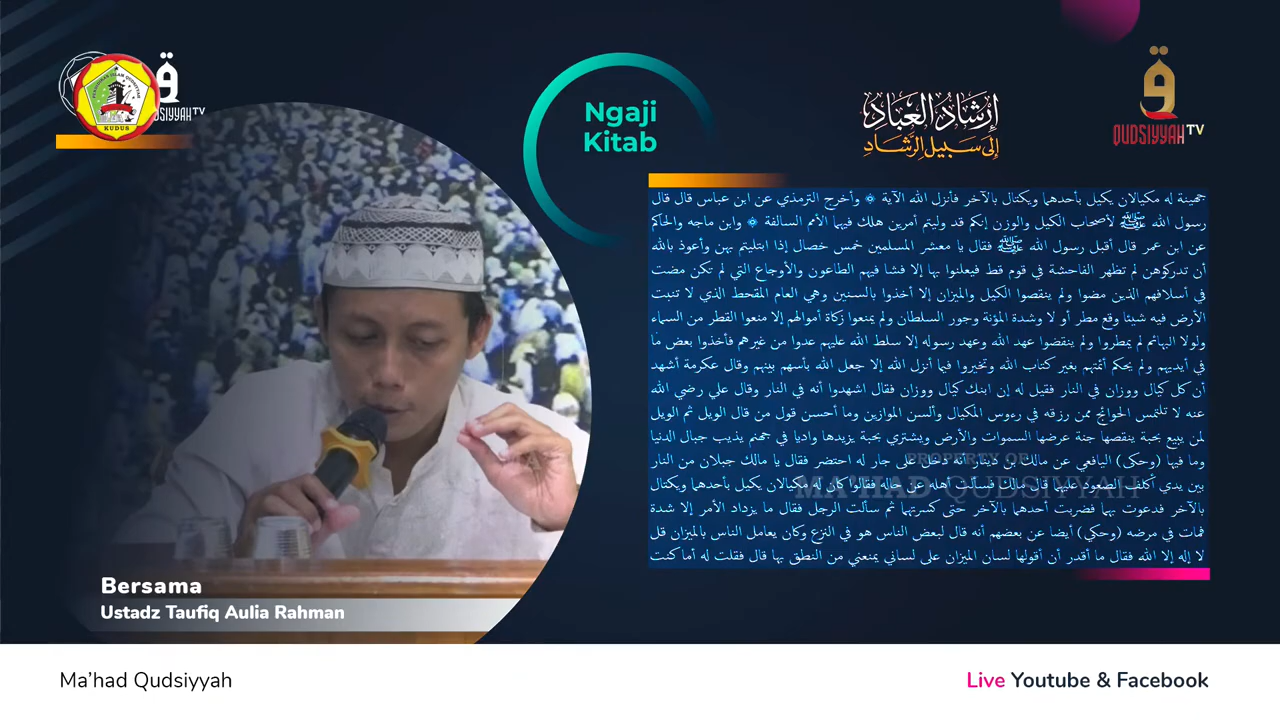 PENDIDIKAN ISLAM QUDSIYYAH
KUDUS
Ngaji
Kitab
إرشاد العباد
إلى سبيل الرشاد
QUDSIYYAH TV
جهينة له مكيالان يكيل بأحدهما ويكتال بالآخر فأنزل الله الآية ۞ وأخرج الترمذي عن ابن عباس قال قال
رسول الله ﷺ لأصحاب الكيل والوزن إنكم قد وليتم أمرين هلك فيهما الأمم السالفة ۞ وابن ماجه والحاكم
عن ابن عمر قال أقبل رسول الله ﷺ فقال يا معشر المسلمين خمس خصال إذا ابتليتم بهن وأعوذ بالله
أن تدركوهن لم تظهر الفاحشة في قوم قط فيعلنوا بها إلا فشا فيهم الطاعون والأوجاع التي لم تكن مضت
في أسلافهم الذين مضوا ولم ينقصوا الكيل والميزان إلا أخذوا بالسنين وهي العام المقحط الذي لا تنبت
الأرض فيه شيئا وقع مطر أو لا وشدة المؤنة وجور السلطان ولم يمنعوا زكاة أموالهم إلا منعوا القطر من السماء
ولولا البهائم لم يمطروا ولم ينقضوا عهد الله وعهد رسوله إلا سلط الله عليهم عدوا من غيرهم فأخذوا بعض ما
في أيديهم ولم يحكم أئمتهم بغير كتاب الله وتخيروا فيما أنزل الله إلا جعل الله بأسهم بينهم وقال عكرمة أشهد
أن كل كيال ووزان في النار فقيل له إن ابنك كيال ووزان فقال اشهدوا أنه في النار وقال علي رضي الله
عنه لا تلتمس الحوائج ممن رزقه في رءوس المكيال وألسن الموازين وما أحسن قول من قال الويل ثم الويل
لمن يبيع بحبة ينقصها جنة عرضها السموات والأرض ويشتري بحبة يزيدها واديا في جهنم يذيب جبال الدنيا
وما فيها (وحكى) اليافعي عن مالك بن دينار أنه دخل على جار له احتضر فقال يا مالك جبلان من النار
بين يدي أكلف الصعود عليهما قال مالك فسألت أهله عن حاله فقالوا كان له مكيالان يكيل بأحدهما ويكتال
بالآخر فدعوت بهما فضربت أحدهما بالآخر حتى كسرتهما ثم سألت الرجل فقال ما يزداد الأمر إلا شدة
فمات في مرضه (وحكي) أيضا عن بعضهم أنه قال لبعض الناس هو في النزع وكان يعامل الناس بالميزان قل
لا إله إلا الله فقال ما أقدر أن أقولها لسان الميزان على لساني يمنعني من النطق بها قال فقلت له أما كنت
PROPERTY OF
MA'HAD QUDSIYYAH
Bersama
Ustadz Taufiq Aulia Rahman
Ma'had Qudsiyyah
Live Youtube & Facebook